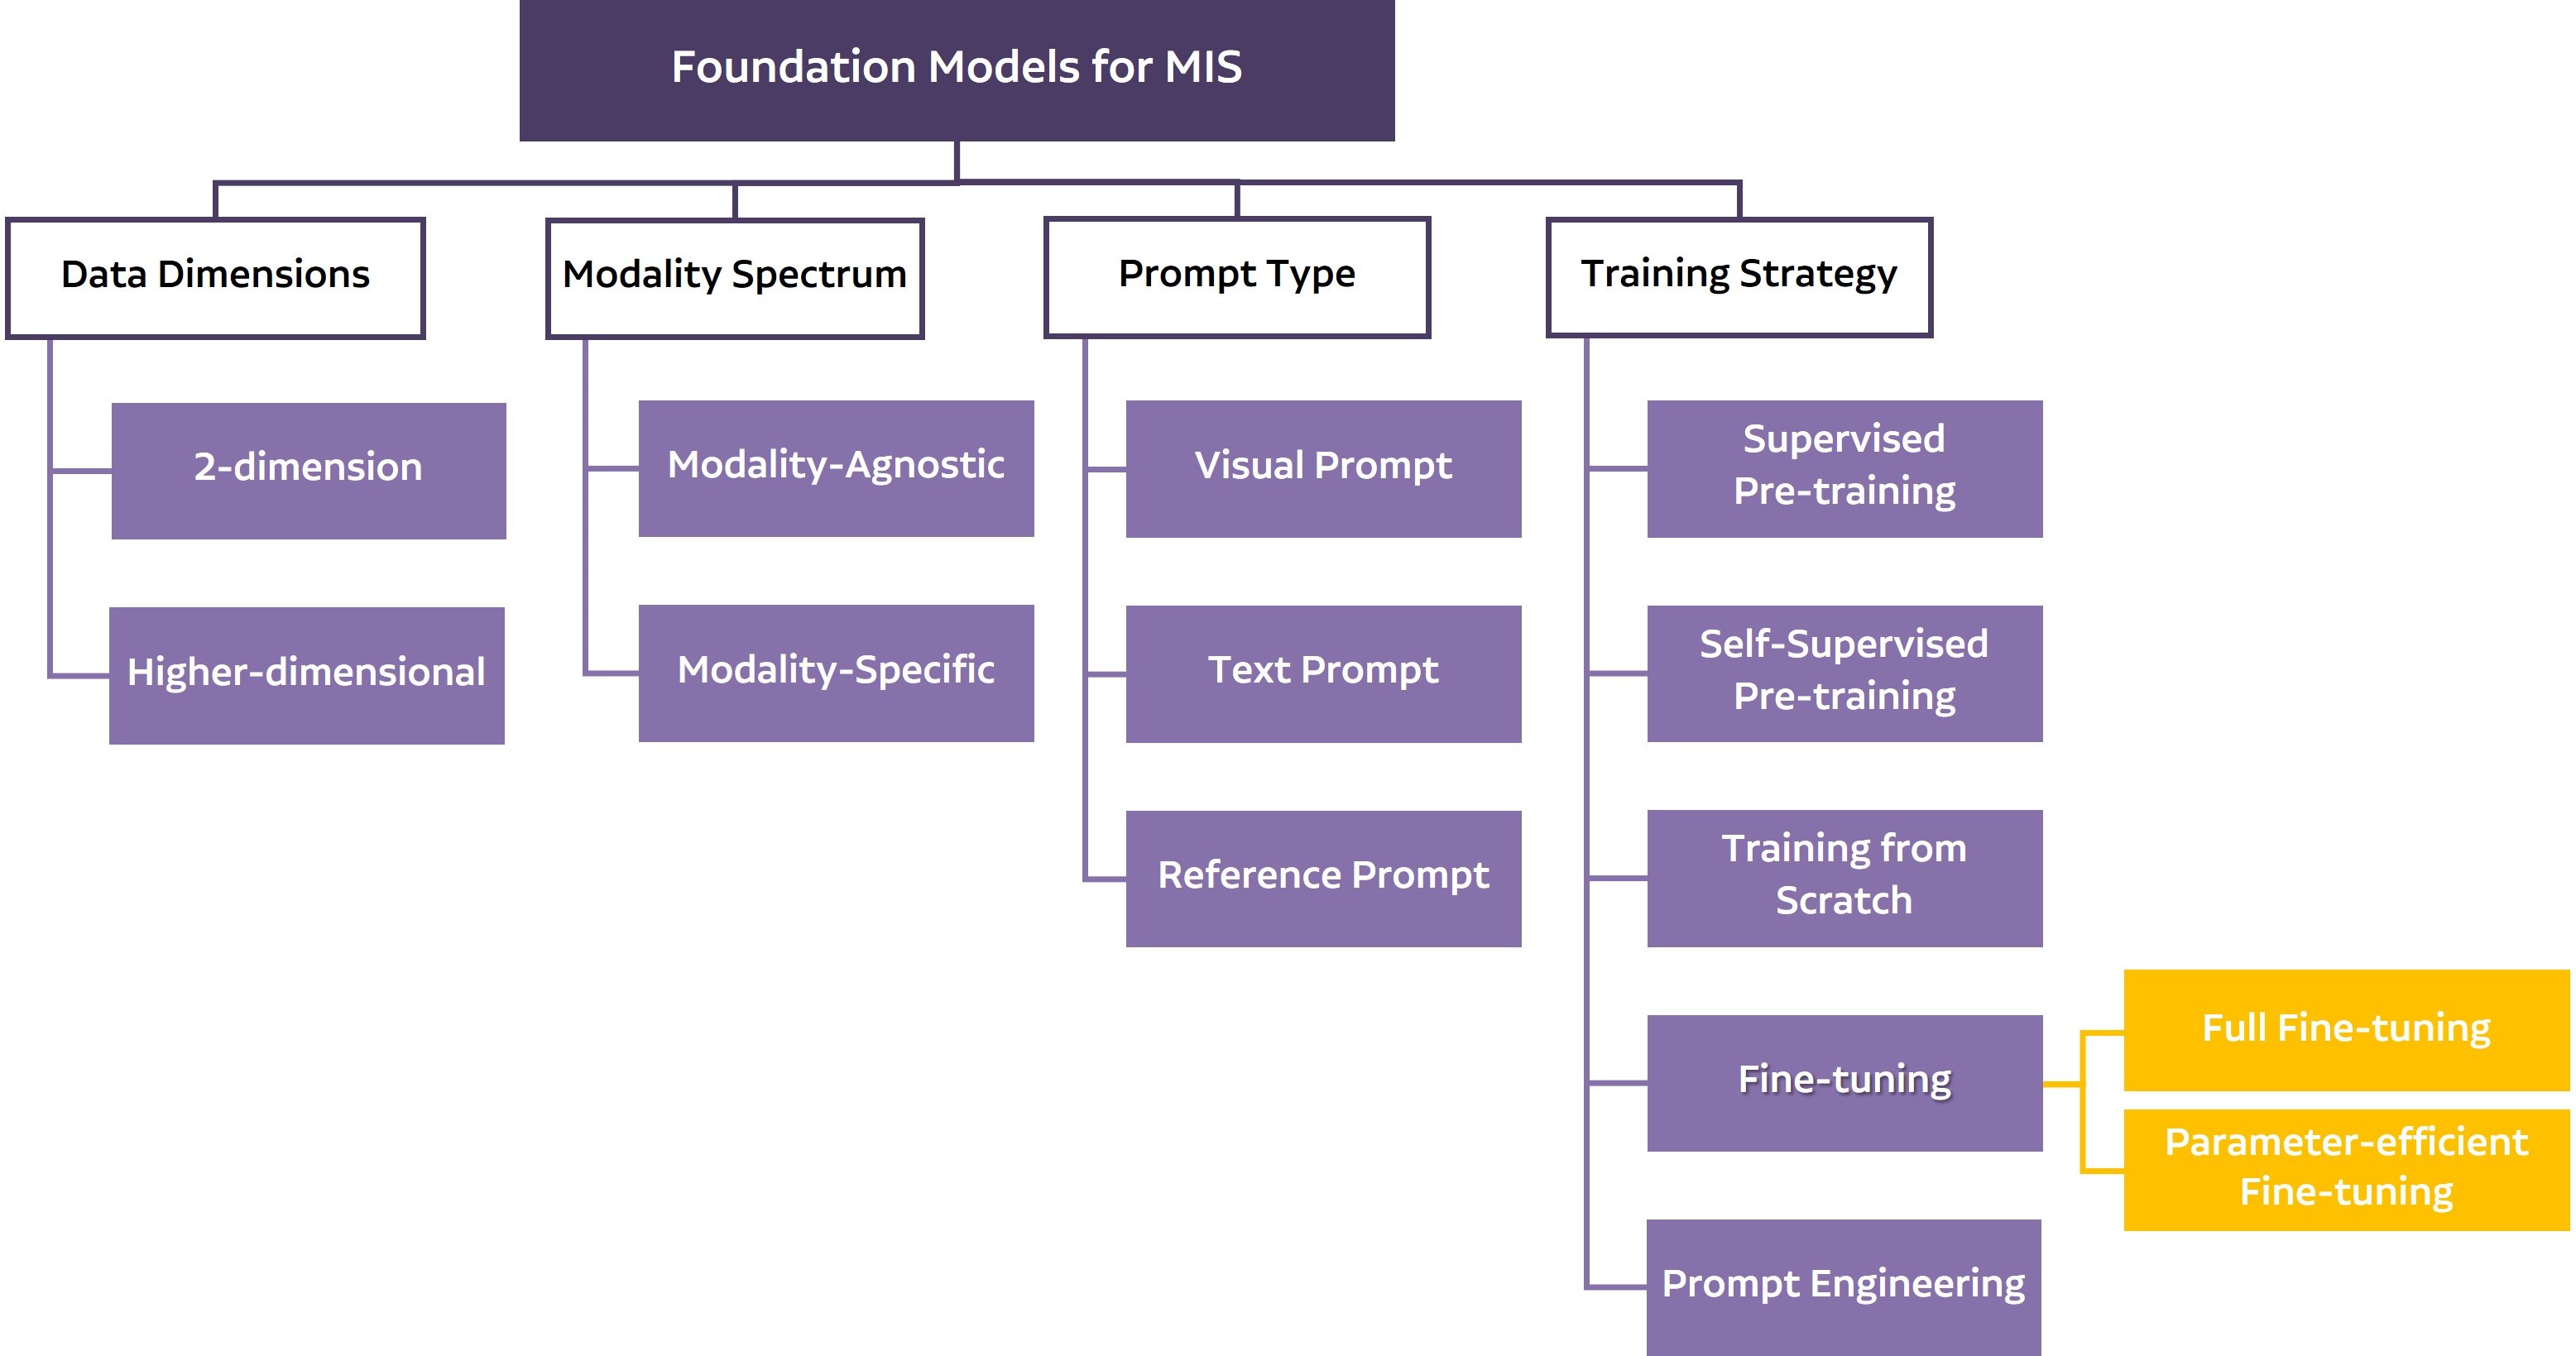 Foundation Models for MIS
Data Dimensions
2-dimension
Higher-dimensional
Modality Spectrum
Modality-Agnostic
Modality-Specific
Prompt Type
Visual Prompt
Text Prompt
Reference Prompt
Training Strategy
Supervised
Pre-training
Self-Supervised
Pre-training
Training from
Scratch
Fine-tuning
Full Fine-tuning
Parameter-efficient
Fine-tuning
Prompt Engineering